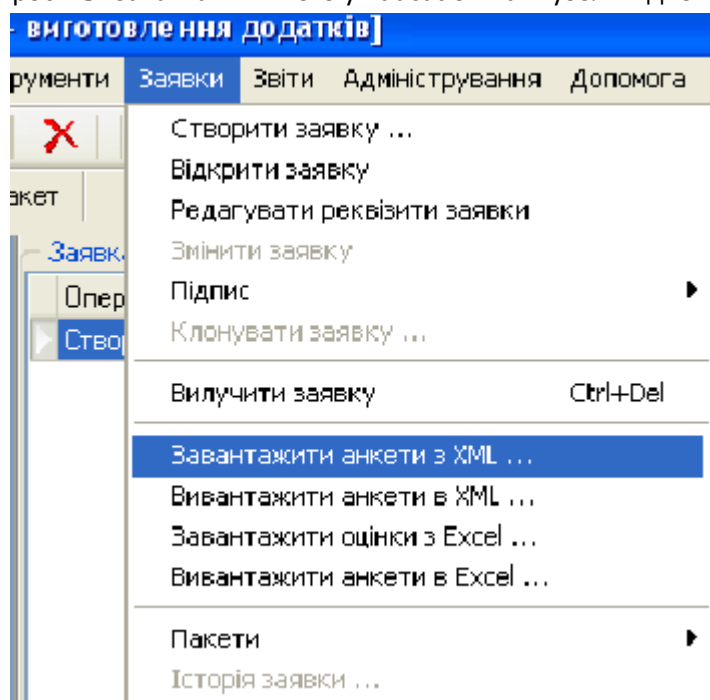 виготовлення додатків]
рументи Заявки Звіти Адміністрування Допомога
Створити заявку ...
Відкрити заявку
акет
Редагувати реквізити заявки
Заявк
Змінити заявку
Опер
Підпис
Ство
Клонувати заявку ...
Вилучити заявку Ctrl+Del
Завантажити анкети з XML ...
Вивантажити анкети в XML ...
Завантажити оцінки з Excel ...
Вивантажити анкети в Excel ...
Пакети
Історія заявки ...